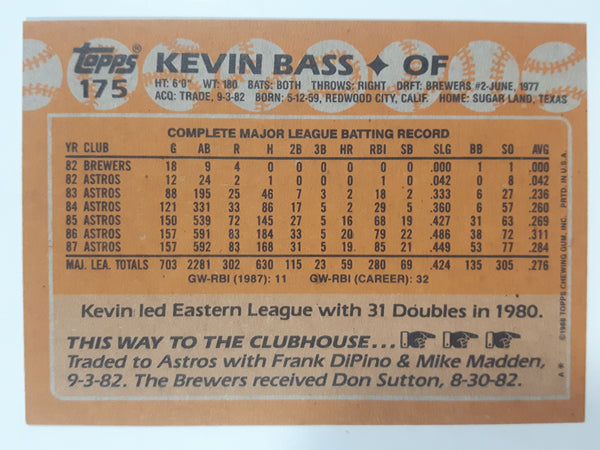 topps® KEVIN BASS ✦ OF
175 HT: 6'0" WT: 180 BATS: BOTH THROWS: RIGHT DRFT: BREWERS #2-JUNE, 1977
ACQ: TRADE, 9-3-82 BORN: 5-12-59, REDWOOD CITY, CALIF. HOME: SUGAR LAND, TEXAS
COMPLETE MAJOR LEAGUE BATTING RECORD
YR CLUB G AB R H 2B 3B HR RBI SB SLG BB SO AVG
82 BREWERS 18 9 4 0 0 0 0 0 0 .000 1 1 .000
82 ASTROS 12 24 2 1 0 0 0 1 0 .042 0 8 .042
83 ASTROS 88 195 25 46 7 3 2 18 2 .333 6 27 .236
84 ASTROS 121 331 33 86 17 5 2 29 5 .360 6 57 .260
85 ASTROS 150 539 72 145 27 5 16 68 19 .427 31 63 .269
86 ASTROS 157 591 83 184 33 5 20 79 22 .486 38 72 .311
87 ASTROS 157 592 83 168 31 5 19 85 21 .449 53 77 .284
MAJ. LEA. TOTALS 703 2281 302 630 115 23 59 280 69 .424 135 305 .276
GW-RBI (1987): 11 GW-RBI (CAREER): 32
Kevin led Eastern League with 31 Doubles in 1980.
THIS WAY TO THE CLUBHOUSE...
Traded to Astros with Frank DiPino & Mike Madden,
9-3-82. The Brewers received Don Sutton, 8-30-82.
©1988 TOPPS CHEWING GUM, INC. PRTD. IN U.S.A.
A *